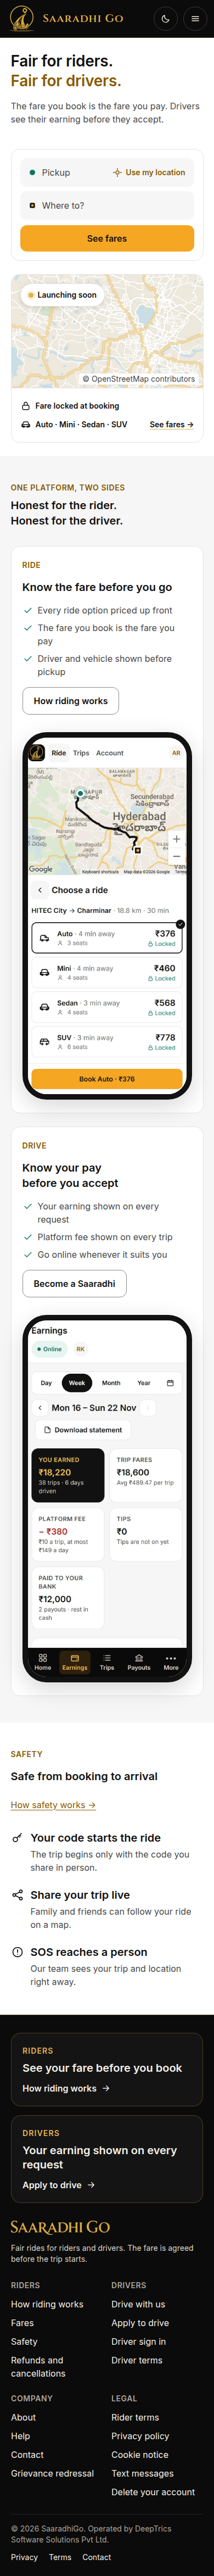 SAARADHI GO
Fair for riders.
Fair for drivers.
The fare you book is the fare you pay. Drivers
see their earning before they accept.
Pickup
Use my location
Where to?
See fares
Launching soon
© OpenStreetMap contributors
Fare locked at booking
Auto · Mini · Sedan · SUV
See fares →
ONE PLATFORM, TWO SIDES
Honest for the rider.
Honest for the driver.
RIDE
Know the fare before you go
Every ride option priced up front
The fare you book is the fare you
pay
Driver and vehicle shown before
pickup
How riding works
Ride Trips Account AR
Secunderabad
Hyderabad
Google
Keyboard shortcuts Map data ©2026 Google
Choose a ride
HITEC City → Charminar · 18.8 km · 30 min
Auto · 4 min away ₹376
3 seats Locked
Mini · 4 min away ₹460
4 seats Locked
Sedan · 3 min away ₹568
4 seats Locked
SUV · 3 min away ₹778
6 seats Locked
Book Auto · ₹376
DRIVE
Know your pay
before you accept
Your earning shown on every
request
Platform fee shown on every trip
Go online whenever it suits you
Become a Saaradhi
Earnings
Online RK
Day Week Month Year
Mon 16 – Sun 22 Nov
Download statement
YOU EARNED
₹18,220
38 trips · 6 days
driven
TRIP FARES
₹18,600
Avg ₹489.47 per trip
PLATFORM FEE
− ₹380
₹10 a trip, at most
₹149 a day
TIPS
₹0
Tips are not on yet
PAID TO YOUR
BANK
₹12,000
2 payouts · rest in
cash
Home Earnings Trips Payouts More
SAFETY
Safe from booking to arrival
How safety works →
Your code starts the ride
The trip begins only with the code you
share in person.
Share your trip live
Family and friends can follow your ride
on a map.
SOS reaches a person
Our team sees your trip and location
right away.
RIDERS
See your fare before you book
How riding works →
DRIVERS
Your earning shown on every
request
Apply to drive →
SAARADHI GO
Fair rides for riders and drivers. The fare is agreed
before the trip starts.
RIDERS
How riding works
Fares
Safety
Refunds and
cancellations
DRIVERS
Drive with us
Apply to drive
Driver sign in
Driver terms
COMPANY
About
Help
Contact
Grievance redressal
LEGAL
Rider terms
Privacy policy
Cookie notice
Text messages
Delete your account
© 2026 SaaradhiGo. Operated by DeepTrics
Software Solutions Pvt Ltd.
Privacy Terms Contact